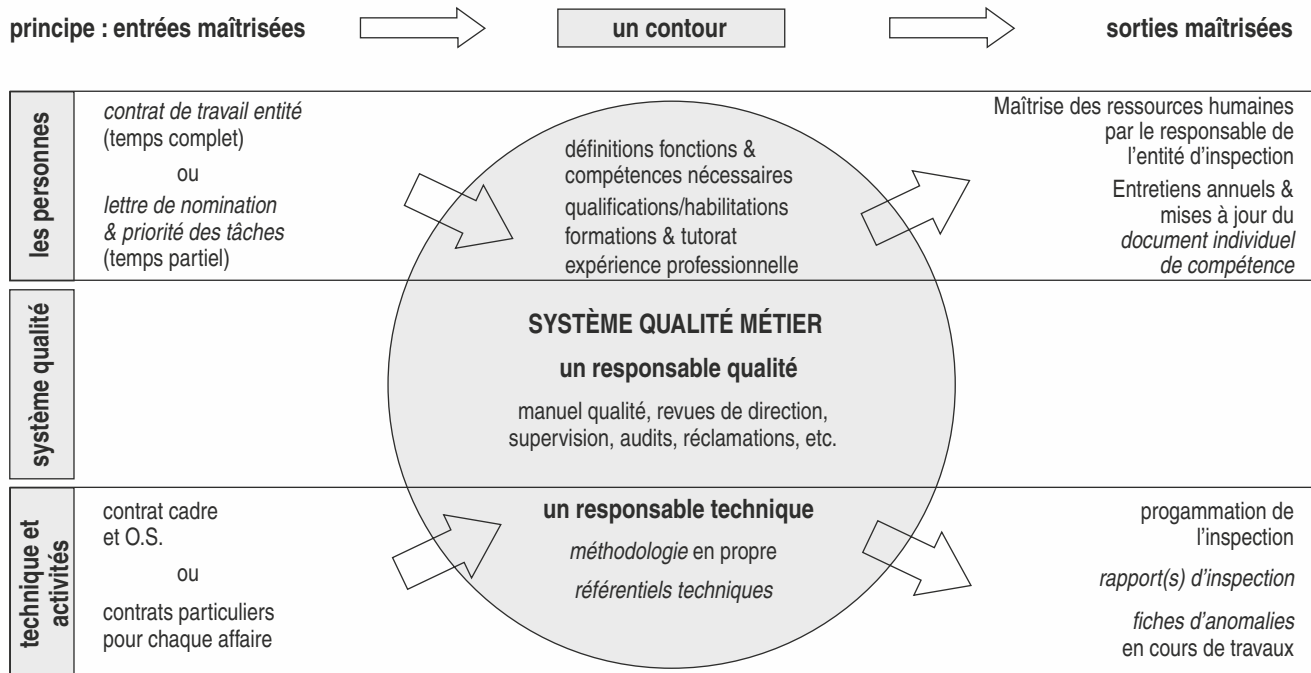 principe : entrées maîtrisées
un contour
sorties maîtrisées
les personnes
contrat de travail entité
(temps complet)
ou
lettre de nomination
& priorité des tâches
(temps partiel)
définitions fonctions &
compétences nécessaires
qualifications/habilitations
formations & tutorat
expérience professionnelle
Maîtrise des ressources humaines
par le responsable de
l'entité d'inspection
Entretiens annuels &
mises à jour du
document individuel
de compétence
système qualité
SYSTÈME QUALITÉ MÉTIER
un responsable qualité
manuel qualité, revues de direction,
supervision, audits, réclamations, etc.
technique et
activités
contrat cadre
et O.S.
ou
contrats particuliers
pour chaque affaire
un responsable technique
méthodologie en propre
référentiels techniques
progammation de
l'inspection
rapport(s) d'inspection
fiches d'anomalies
en cours de travaux